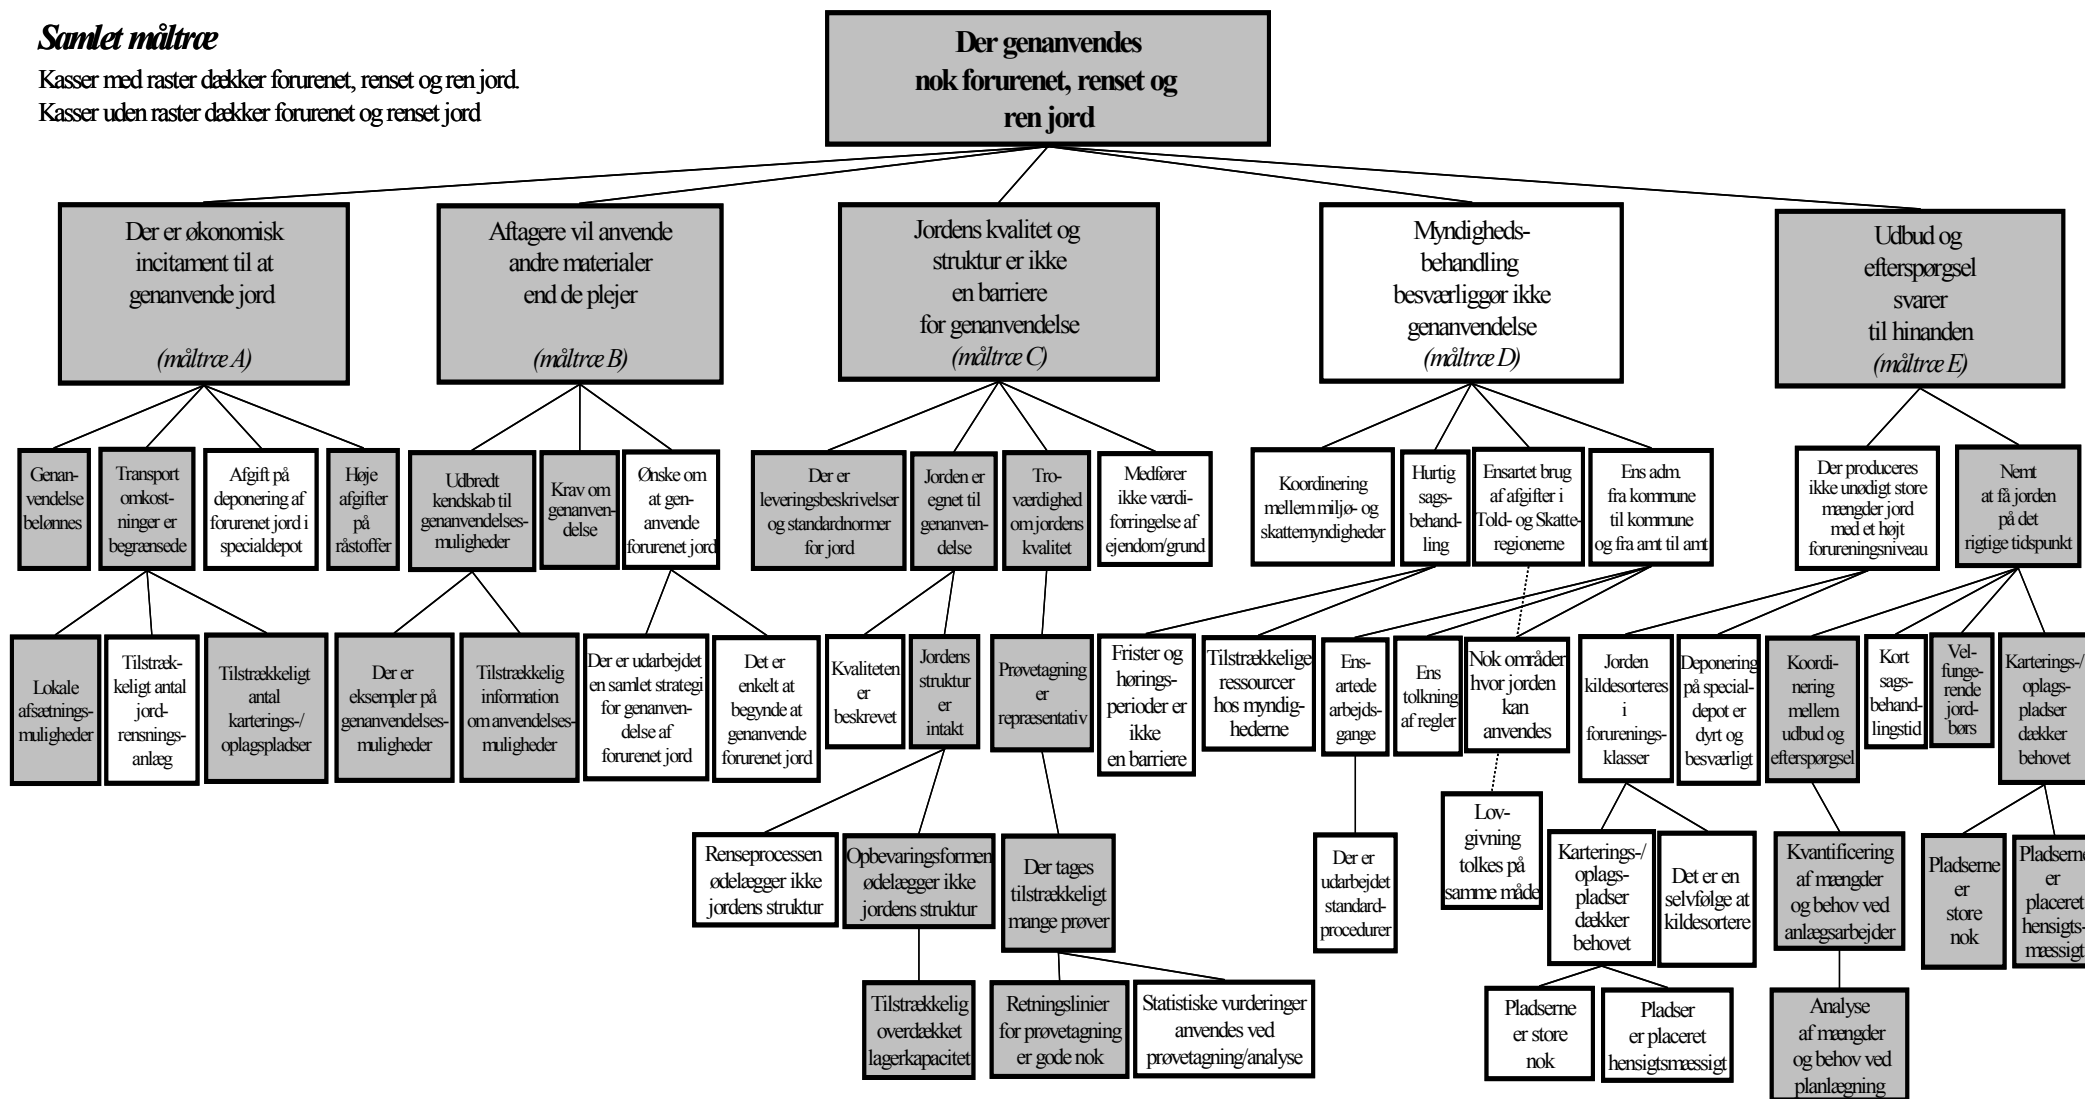 Samlet måltræ
Kasser med raster dækker forurenet, renset og ren jord.
Kasser uden raster dækker forurenet og renset jord
Der genanvendes
nok forurenet, renset og
ren jord
Der er økonomisk
incitament til at
genanvende jord
(måltræ A)
Aftagere vil anvende
andre materialer
end de plejer
(måltræ B)
Jordens kvalitet og
struktur er ikke
en barriere
for genanvendelse
(måltræ C)
Myndigheds-
behandling
besværliggør ikke
genanvendelse
(måltræ D)
Udbud og
efterspørgsel
svarer
til hinanden
(måltræ E)
Genan-
vendelse
belønnes
Transport
omkost-
ninger er
begrænsede
Afgift på
deponering af
forurenet jord i
specialdepot
Høje
afgifter
på
råstoffer
Udbredt
kendskab til
genanvendelses-
muligheder
Krav om
genanven-
delse
Ønske om
at gen-
anvende
forurenet jord
Der er
leveringsbeskrivelser
og standardnormer
for jord
Jorden er
egnet til
genanven-
delse
Tro-
værdighed
om jordens
kvalitet
Medfører
ikke værdi-
forringelse af
ejendom/grund
Koordinering
mellem miljø- og
skattemyndigheder
Hurtig
sags-
behand-
ling
Ensartet brug
af afgifter i
Told- og Skatte-
regionerne
Ens adm.
fra kommune
til kommune
og fra amt til amt
Der produceres
ikke unødigt store
mængder jord
med et højt
forureningsniveau
Nemt
at få jorden
på det
rigtige tidspunkt
Lokale
afsætnings-
muligheder
Tilstræk-
keligt antal
jord-
rensnings-
anlæg
Tilstrækkeligt
antal
karterings-/
oplagspladser
Der er
eksempler på
genanvendelses-
muligheder
Tilstrækkelig
information
om anvendelses-
muligheder
Der er udarbejdet
en samlet strategi
for genanven-
delse af
forurenet jord
Det er
enkelt at
begynde at
genanvende
forurenet jord
Kvaliteten
er
beskrevet
Jordens
struktur
er
intakt
Prøvetagning
er
repræsentativ
Frister og
hørings-
perioder er
ikke
en barriere
Tilstrækkelige
ressourcer
hos myndig-
hederne
Ens-
artede
arbejds-
gange
Ens
tolkning
af regler
Nok områder
hvor jorden
kan
anvendes
Jorden
kildesorteres
i
forurenings-
klasser
Deponering
på special-
depot er
dyrt og
besværligt
Koordi-
nering
mellem
udbud og
efterspørgsel
Kort
sags-
behand-
lingstid
Vel-
funge-
rende
jord-
børs
Karterings-/
oplags-
pladser
dækker
behovet
Renseprocessen
ødelægger ikke
jordens struktur
Opbevaringsformen
ødelægger ikke
jordens struktur
Der tages
tilstrækkeligt
mange prøver
Der er
udarbejdet
standard-
procedurer
Lov-
givning
tolkes på
samme måde
Karterings-/
oplags-
pladser
dækker
behovet
Det er en
selvfølge at
kildesortere
Kvantificering
af mængder
og behov ved
anlægsarbejder
Pladserne
er
store
nok
Pladserne
er
placeret
hensigts-
mæssigt
Tilstrækkelig
overdækket
lagerkapacitet
Retningslinier
for prøvetagning
er gode nok
Statistiske vurderinger
anvendes ved
prøvetagning/analyse
Pladserne
er store
nok
Pladser
er placeret
hensigtsmæssigt
Analyse
af mængder
og behov ved
planlægning